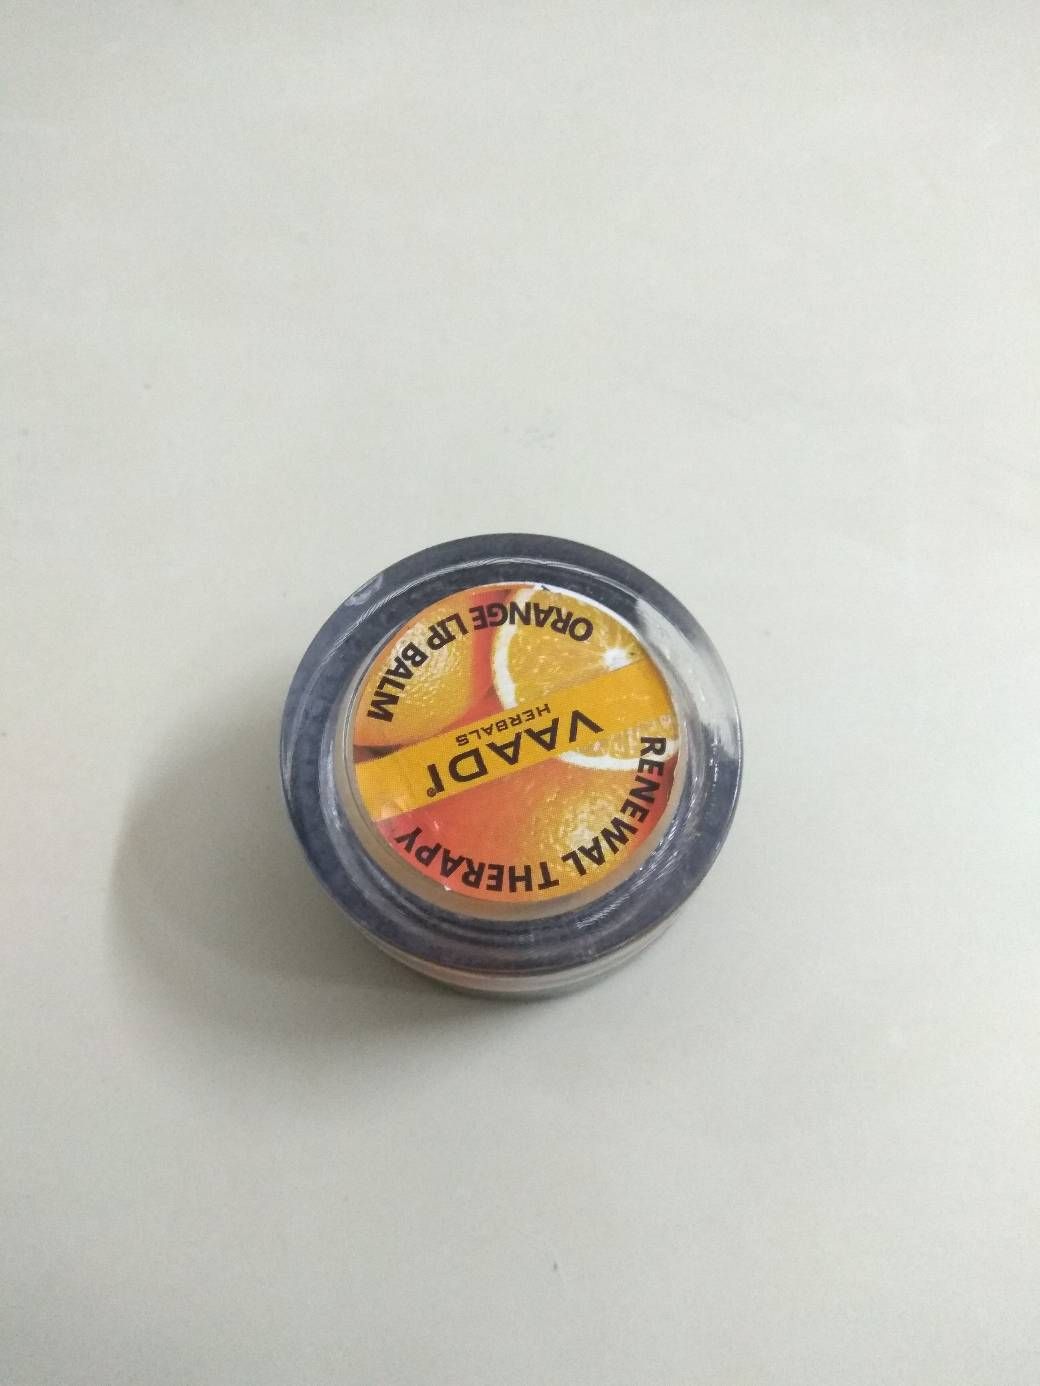 RENEWAL THERAPY
VAADI®
HERBALS
ORANGE LIP BALM